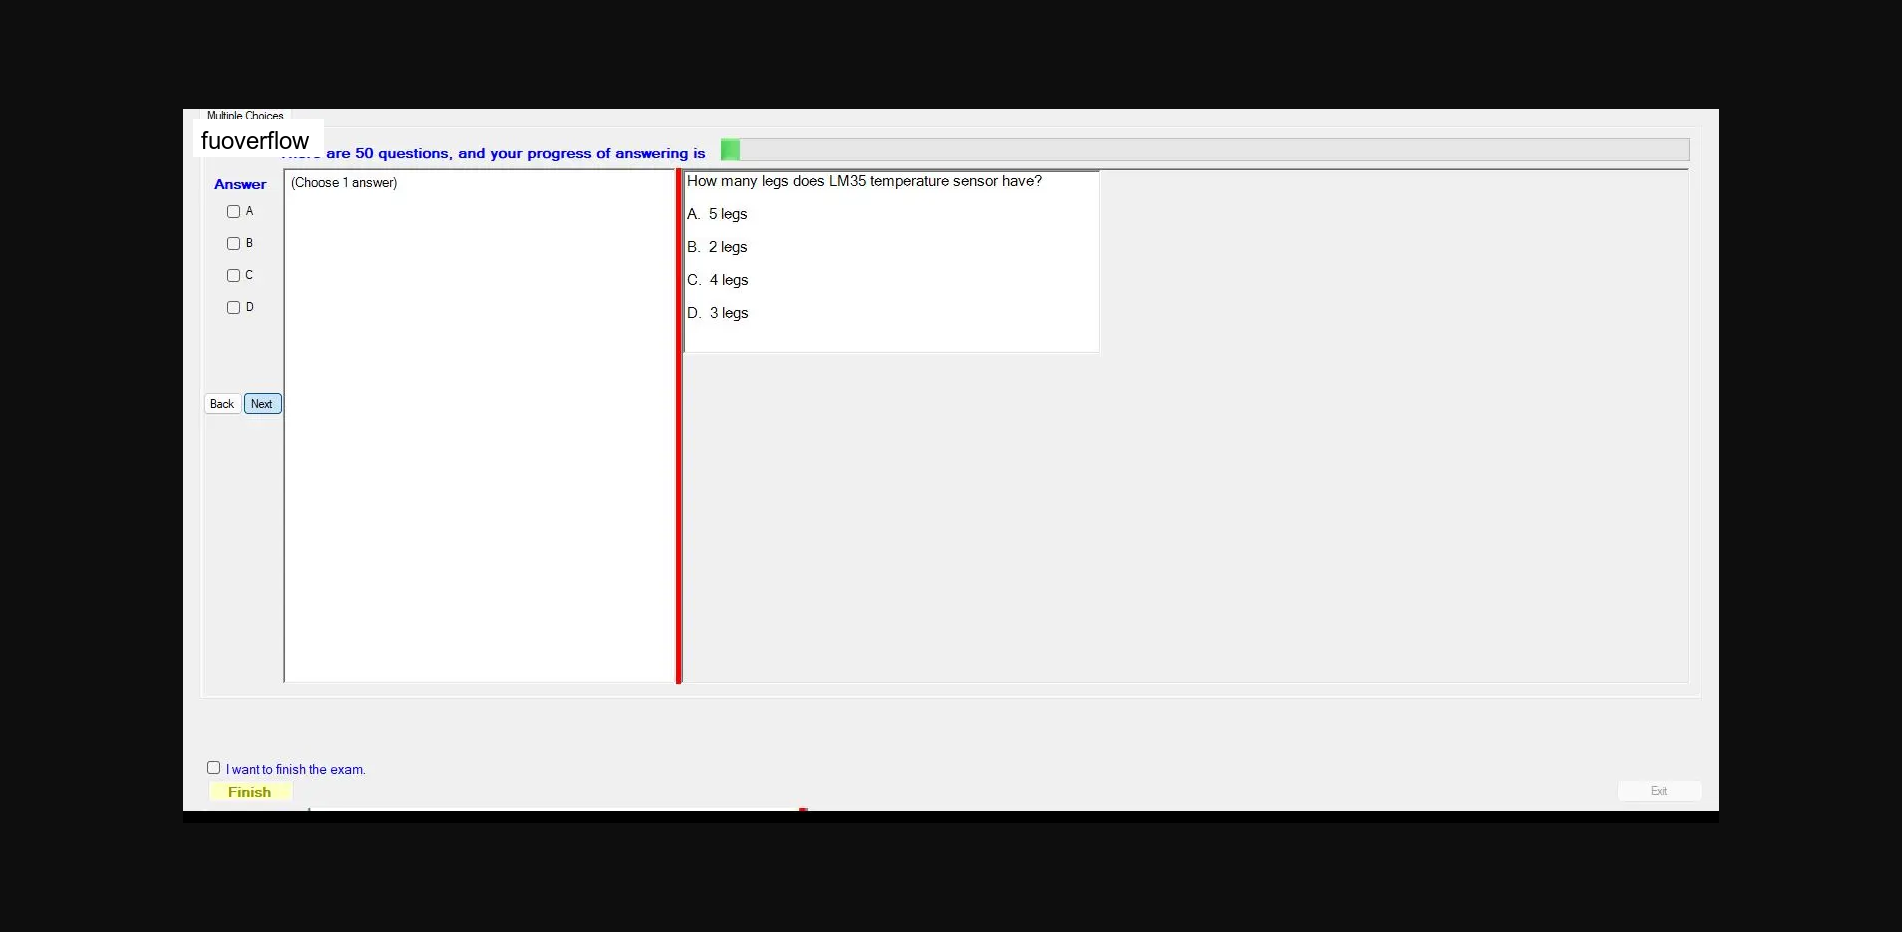 Multiple Choices
fuoverflow
are 50 questions, and your progress of answering is
Answer
(Choose 1 answer)
A
B
C
D
Back Next
How many legs does LM35 temperature sensor have?
A. 5 legs
B. 2 legs
C. 4 legs
D. 3 legs
I want to finish the exam.
Finish
Exit